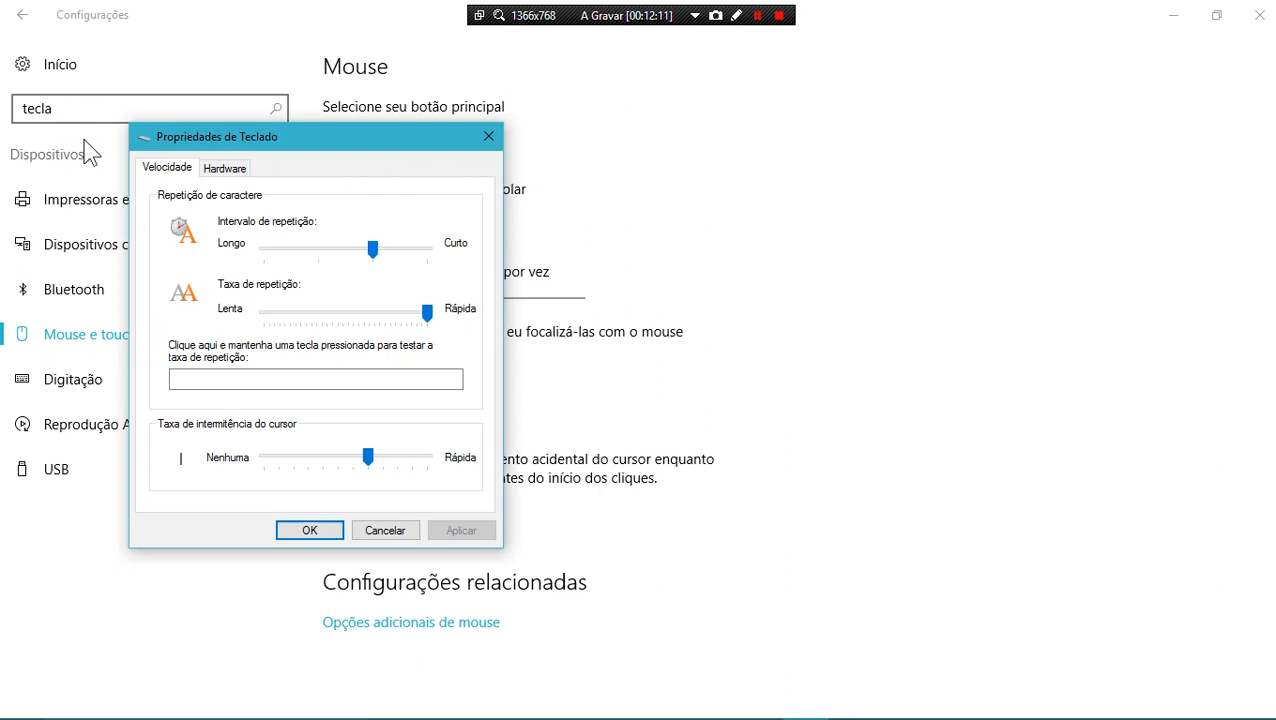 Configurações
1366x768
A Gravar [00:12:11]
Início
tecla
Dispositivos
Impressoras e
Dispositivos
Bluetooth
Mouse e
Digitação
Reprodução
USB
Mouse
Selecione seu botão principal
por vez
eu focalizá-las com o mouse
acidental do cursor enquanto
do início dos cliques.
Configurações relacionadas
Opções adicionais de mouse
Propriedades de Teclado
Velocidade
Hardware
Repetição de caractere
Intervalo de repetição:
Longo
Curto
Taxa de repetição:
Lenta
Rápida
Clique aqui e mantenha uma tecla pressionada para testar a
taxa de repetição:
Taxa de intermitência do cursor
Nenhuma
Rápida
OK
Cancelar
Aplicar